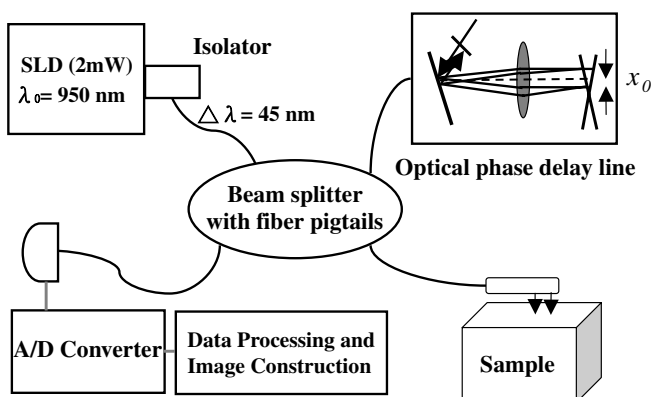 SLD (2mW)
λ₀= 950 nm
Isolator
△ λ = 45 nm
x₀
Optical phase delay line
Beam splitter
with fiber pigtails
A/D Converter
Data Processing and
Image Construction
Sample